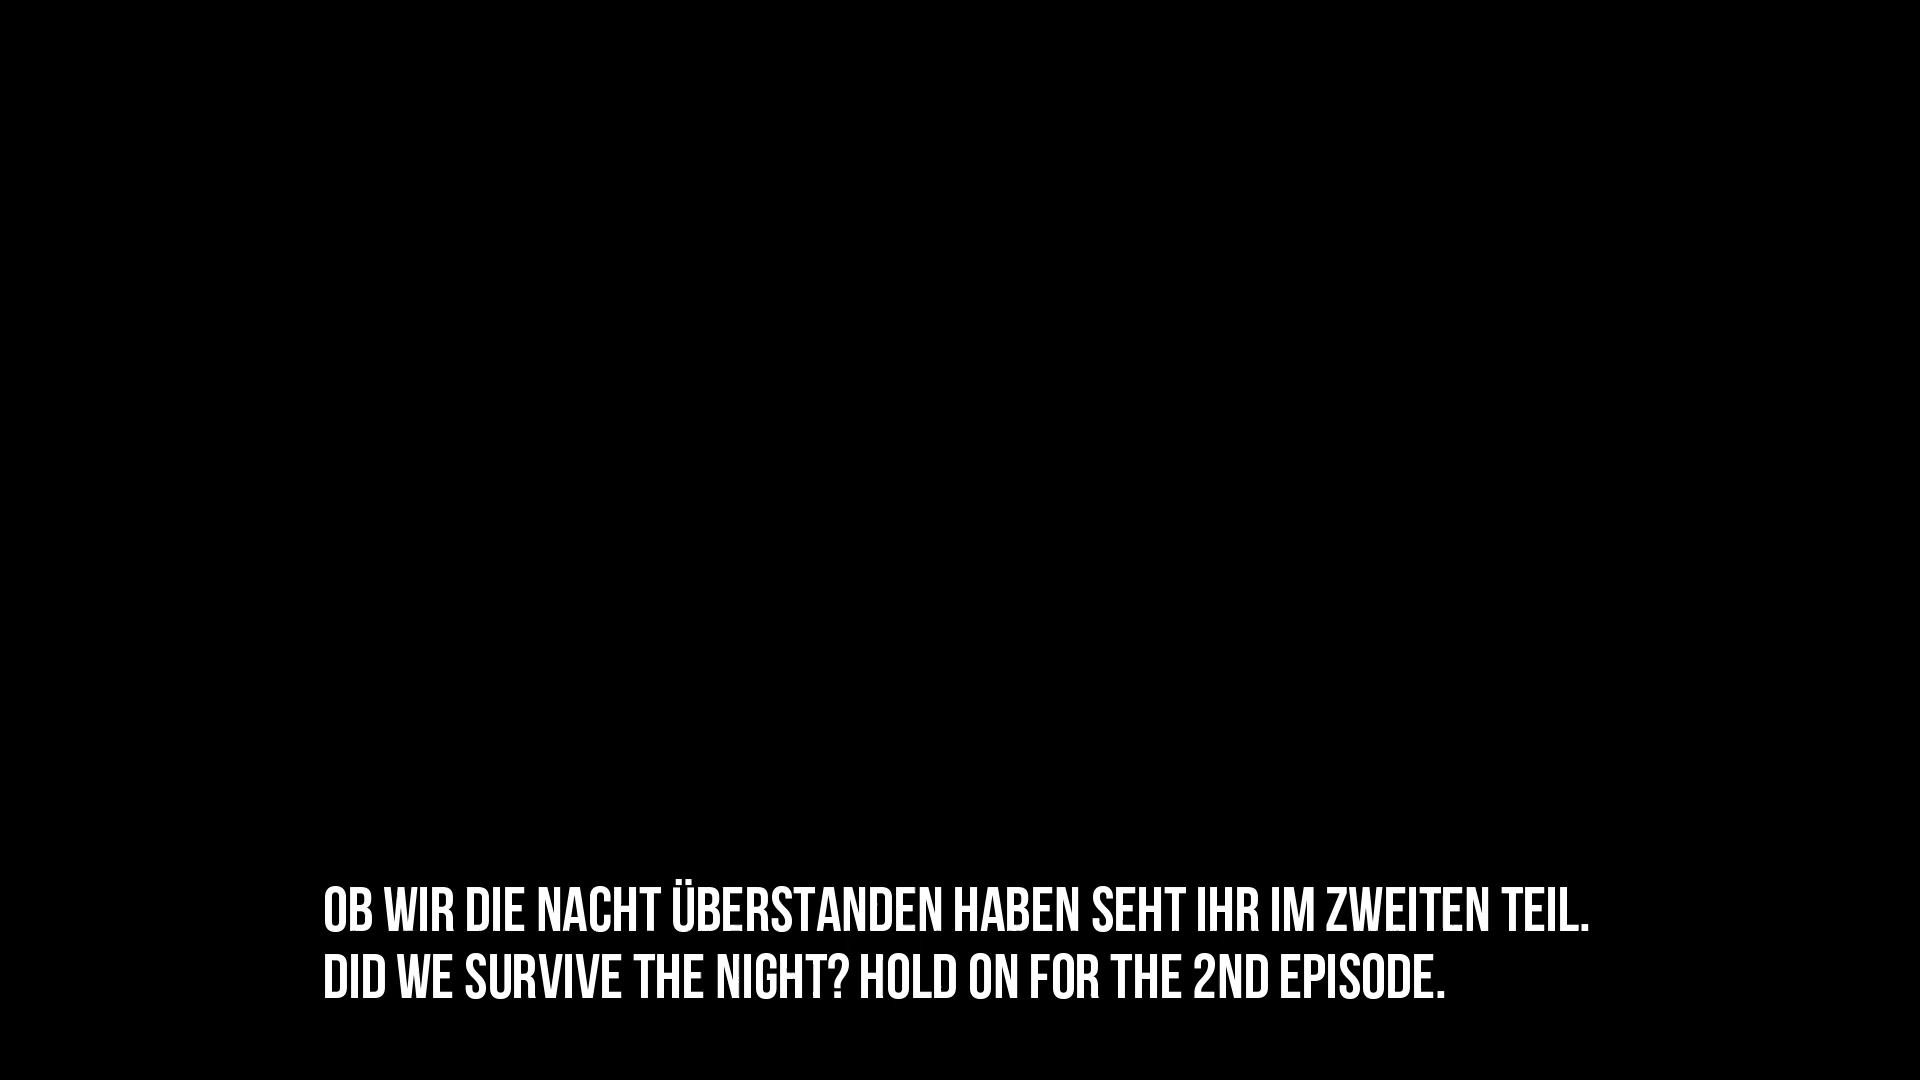 OB WIR DIE NACHT ÜBERSTANDEN HABEN SEHT IHR IM ZWEITEN TEIL.
DID WE SURVIVE THE NIGHT? HOLD ON FOR THE 2ND EPISODE.